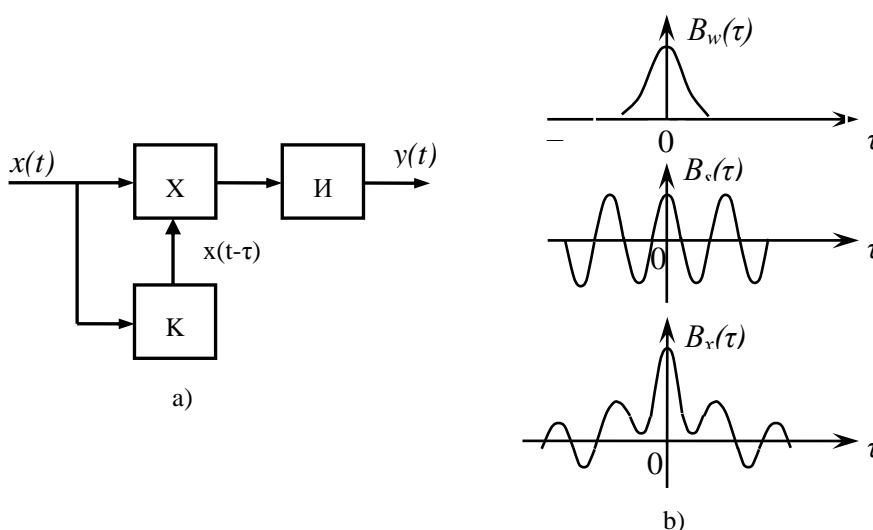 x(t)
X
И
y(t)
x(t-τ)
К
a)
B_w(τ)
–
0
τ
B_s(τ)
0
τ
B_x(τ)
0
τ
b)